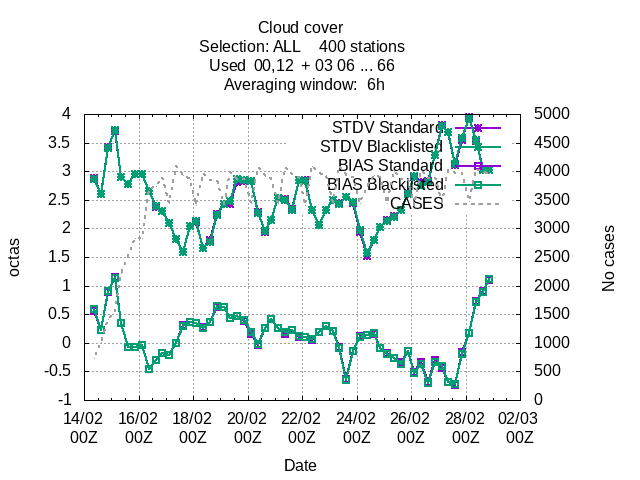 Cloud cover
Selection: ALL    400 stations
Used  00,12  + 03 06 ... 66
Averaging window:  6h
STDV Standard
STDV Blacklisted
BIAS Standard
BIAS Blacklisted
CASES
4
3.5
3
2.5
2
1.5
1
0.5
0
-0.5
-1
octas
5000
4500
4000
3500
3000
2500
2000
1500
1000
500
0
No cases
14/02 16/02 18/02 20/02 22/02 24/02 26/02 28/02 02/03
00Z 00Z 00Z 00Z 00Z 00Z 00Z 00Z 00Z
Date